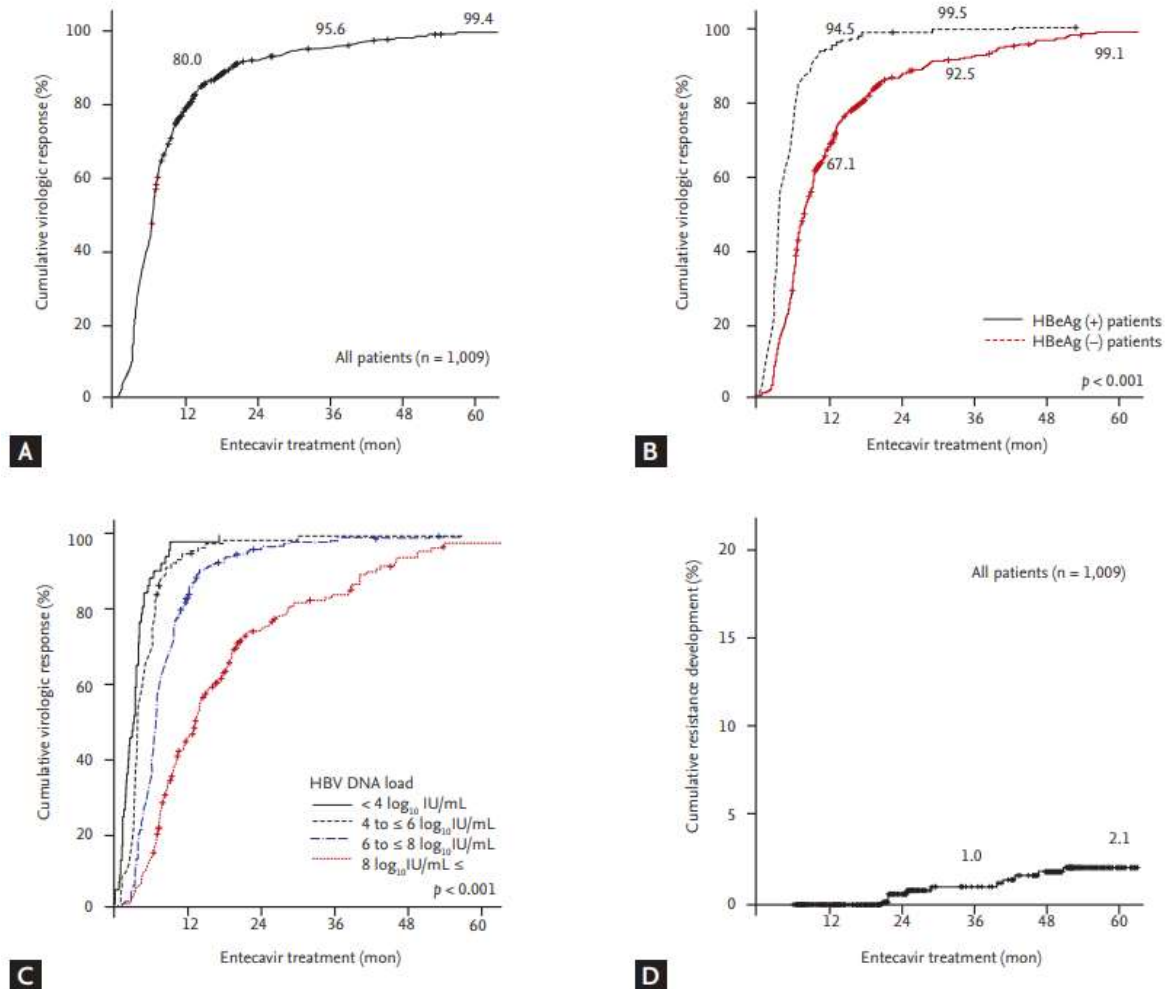 99.4
95.6
80.0
100
80
60
40
20
0
Cumulative virologic response (%)
All patients (n = 1,009)
12 24 36 48 60
Entecavir treatment (mon)
A
99.5
94.5
99.1
92.5
67.1
100
80
60
40
20
0
Cumulative virologic response (%)
HBeAg (+) patients
HBeAg (–) patients
p < 0.001
12 24 36 48 60
Entecavir treatment (mon)
B
100
80
60
40
20
0
Cumulative virologic response (%)
HBV DNA load
< 4 log₁₀ IU/mL
4 to ≤ 6 log₁₀IU/mL
6 to ≤ 8 log₁₀IU/mL
8 log₁₀IU/mL ≤
p < 0.001
12 24 36 48 60
Entecavir treatment (mon)
C
20
15
10
5
0
Cumulative resistance development (%)
All patients (n = 1,009)
1.0
2.1
12 24 36 48 60
Entecavir treatment (mon)
D